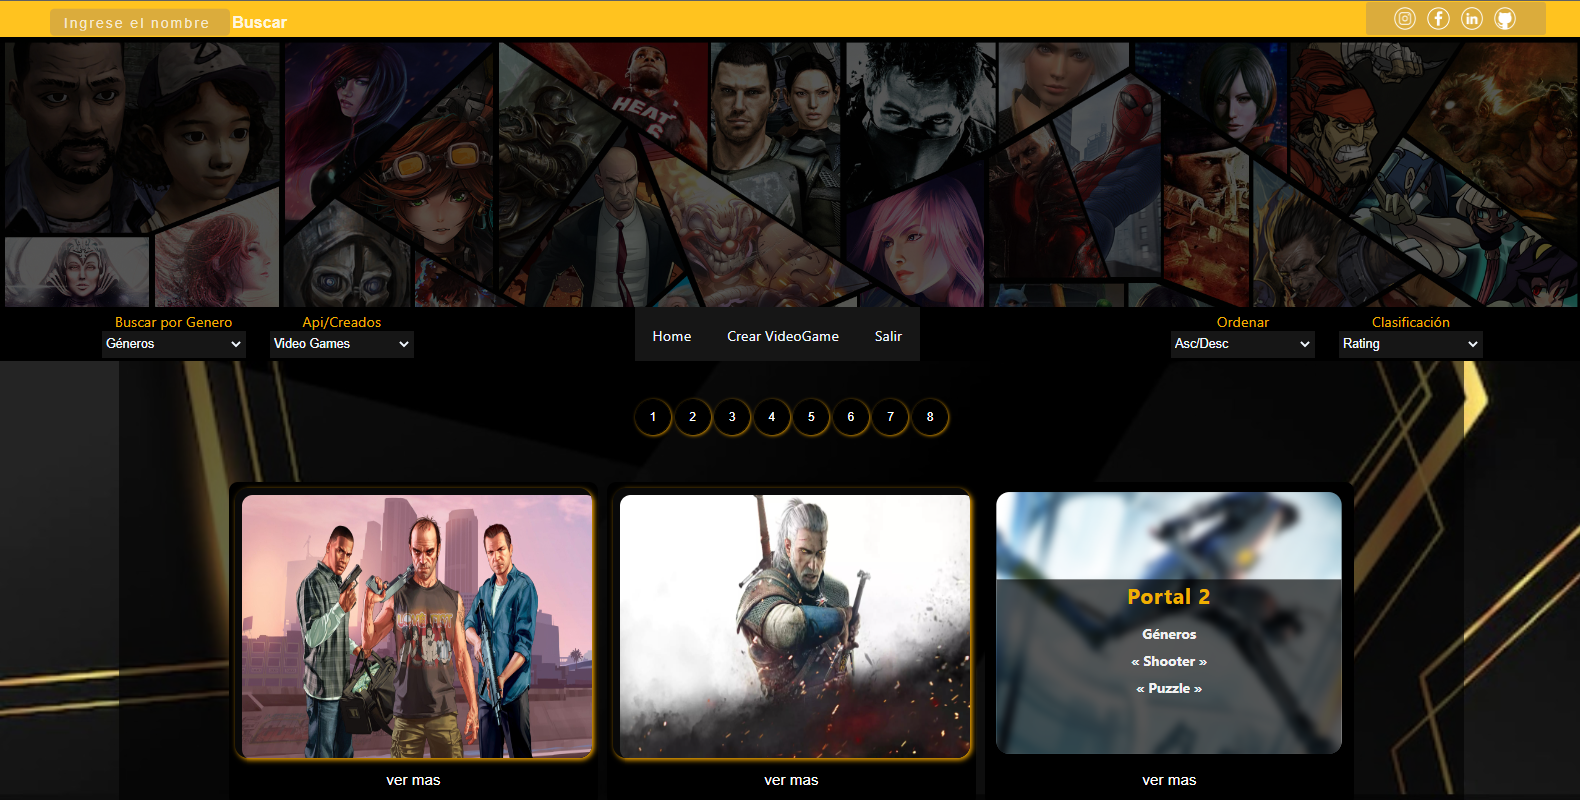 Ingrese el nombre Buscar
HEAT
6
Buscar por Genero Api/Creados Ordenar Clasificación
Géneros Video Games Home Crear VideoGame Salir Asc/Desc Rating
1 2 3 4 5 6 7 8
Portal 2
Géneros
« Shooter »
« Puzzle »
ver mas ver mas ver mas